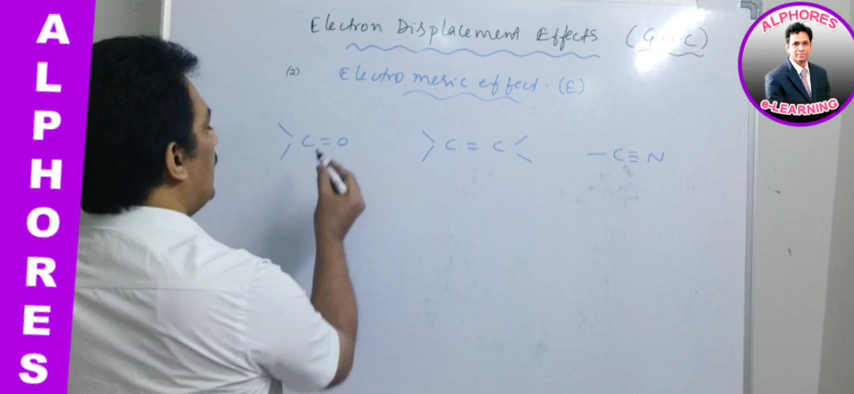 ALPHORES
Electron Displacement Effects (G.O.C)
(2) Electromeric effect. (E)
>C=O >C=C< -C≡N
ALPHORES
e-LEARNING